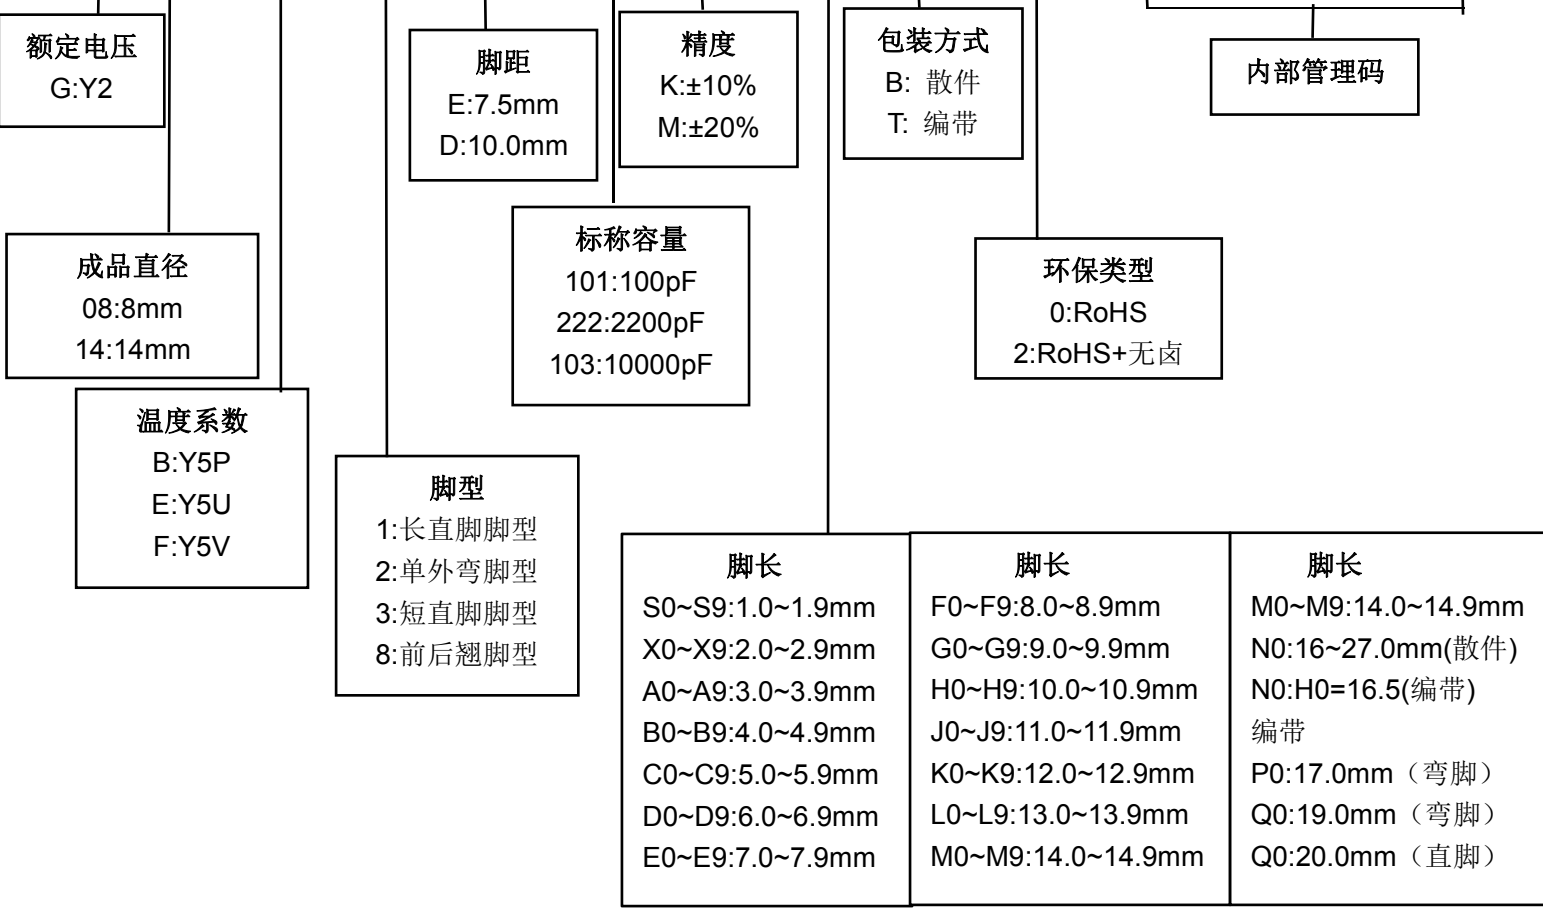 额定电压
G:Y2
脚距
E:7.5mm
D:10.0mm
精度
K:±10%
M:±20%
包装方式
B: 散件
T: 编带
内部管理码
成品直径
08:8mm
14:14mm
标称容量
101:100pF
222:2200pF
103:10000pF
环保类型
0:RoHS
2:RoHS+无卤
温度系数
B:Y5P
E:Y5U
F:Y5V
脚型
1:长直脚脚型
2:单外弯脚型
3:短直脚脚型
8:前后翘脚型
脚长
S0~S9:1.0~1.9mm
X0~X9:2.0~2.9mm
A0~A9:3.0~3.9mm
B0~B9:4.0~4.9mm
C0~C9:5.0~5.9mm
D0~D9:6.0~6.9mm
E0~E9:7.0~7.9mm
脚长
F0~F9:8.0~8.9mm
G0~G9:9.0~9.9mm
H0~H9:10.0~10.9mm
J0~J9:11.0~11.9mm
K0~K9:12.0~12.9mm
L0~L9:13.0~13.9mm
M0~M9:14.0~14.9mm
脚长
M0~M9:14.0~14.9mm
N0:16~27.0mm(散件)
N0:H0=16.5(编带)
编带
P0:17.0mm（弯脚）
Q0:19.0mm（弯脚）
Q0:20.0mm（直脚）